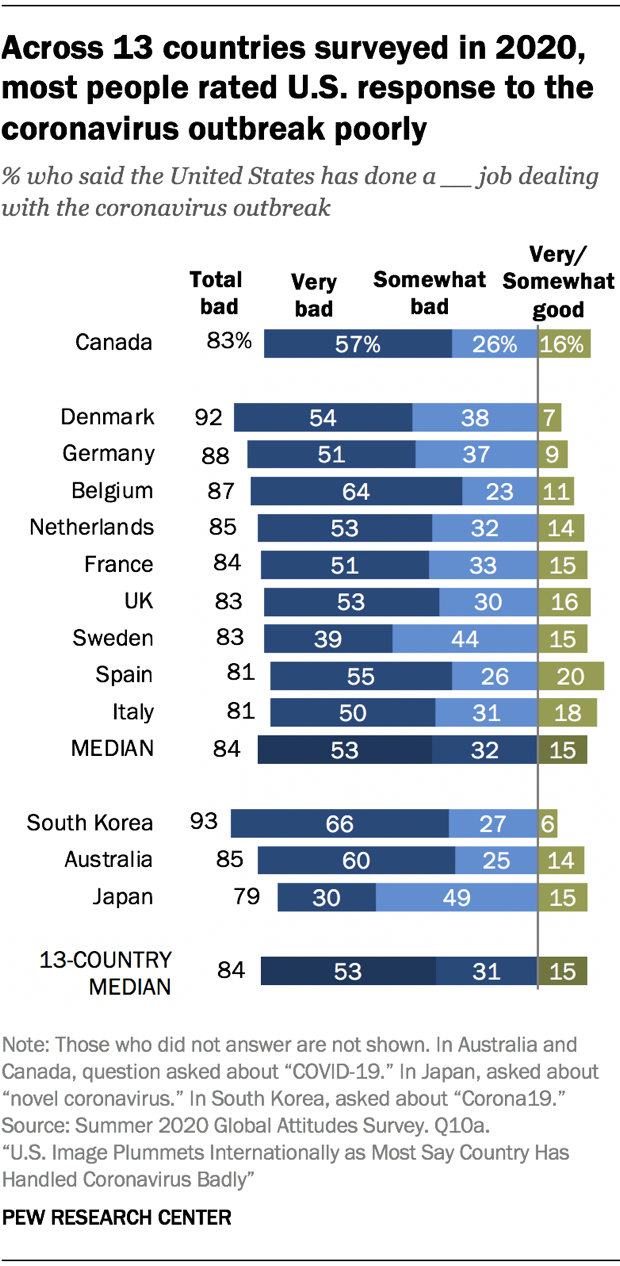 Across 13 countries surveyed in 2020,
most people rated U.S. response to the
coronavirus outbreak poorly
% who said the United States has done a __ job dealing
with the coronavirus outbreak
Total bad Very bad Somewhat bad Very/Somewhat good
Canada 83% 57% 26% 16%
Denmark 92 54 38 7
Germany 88 51 37 9
Belgium 87 64 23 11
Netherlands 85 53 32 14
France 84 51 33 15
UK 83 53 30 16
Sweden 83 39 44 15
Spain 81 55 26 20
Italy 81 50 31 18
MEDIAN 84 53 32 15
South Korea 93 66 27 6
Australia 85 60 25 14
Japan 79 30 49 15
13-COUNTRY
MEDIAN 84 53 31 15
Note: Those who did not answer are not shown. In Australia and
Canada, question asked about “COVID-19.” In Japan, asked about
“novel coronavirus.” In South Korea, asked about “Corona19.”
Source: Summer 2020 Global Attitudes Survey. Q10a.
“U.S. Image Plummets Internationally as Most Say Country Has
Handled Coronavirus Badly”
PEW RESEARCH CENTER